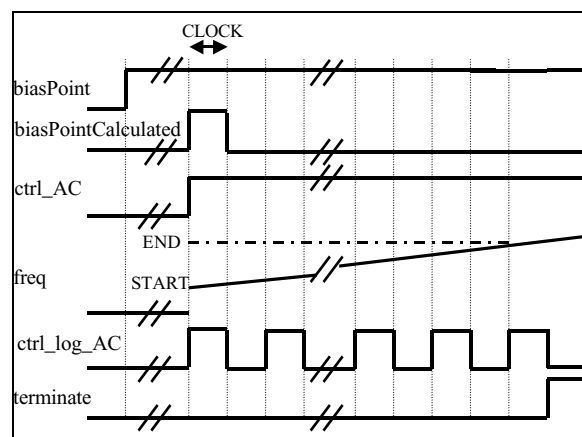 CLOCK
biasPoint
biasPointCalculated
ctrl_AC
END
START
freq
ctrl_log_AC
terminate